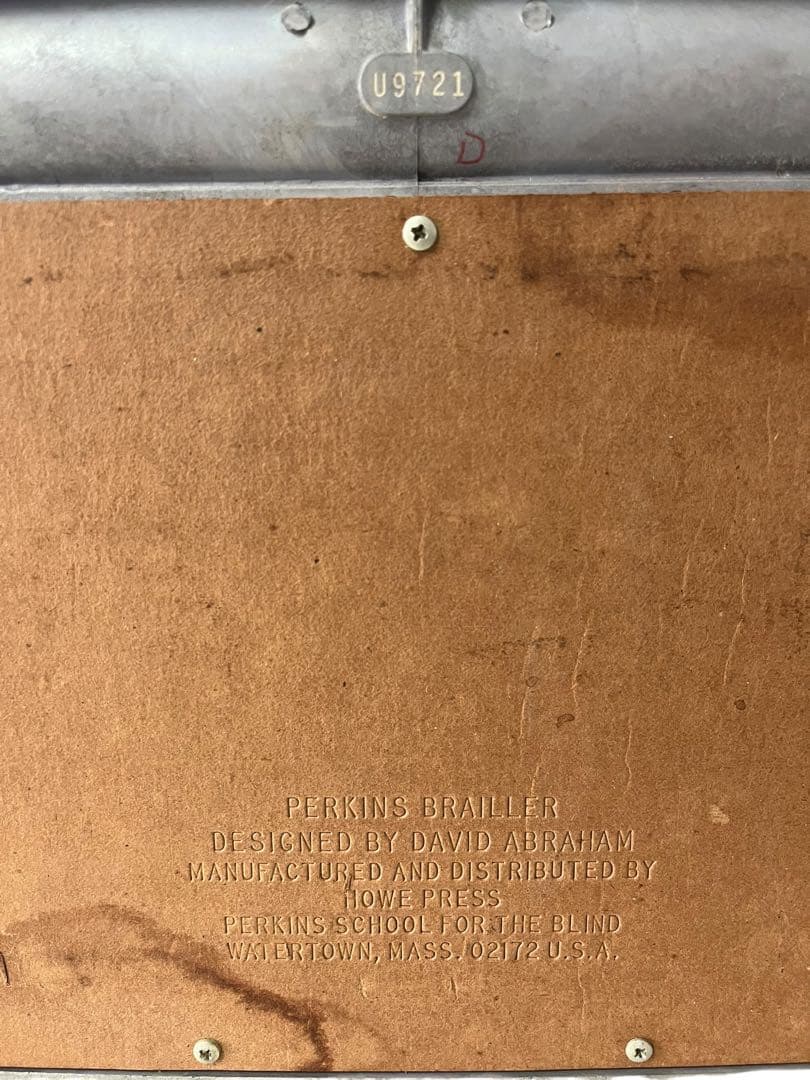 U9721
D
PERKINS BRAILLER
DESIGNED BY DAVID ABRAHAM
MANUFACTURED AND DISTRIBUTED BY
HOWE PRESS
PERKINS SCHOOL FOR THE BLIND
WATERTOWN, MASS. 02172 U.S.A.